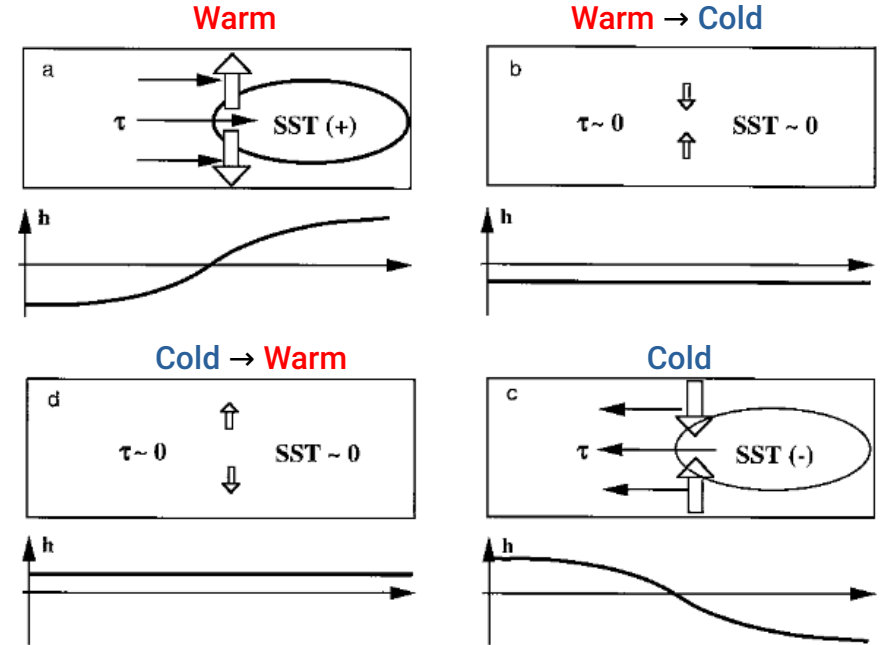 Warm
a
τ
SST (+)
h
Warm → Cold
b
τ ~ 0
SST ~ 0
h
Cold → Warm
d
τ ~ 0
SST ~ 0
h
Cold
c
τ
SST (-)
h